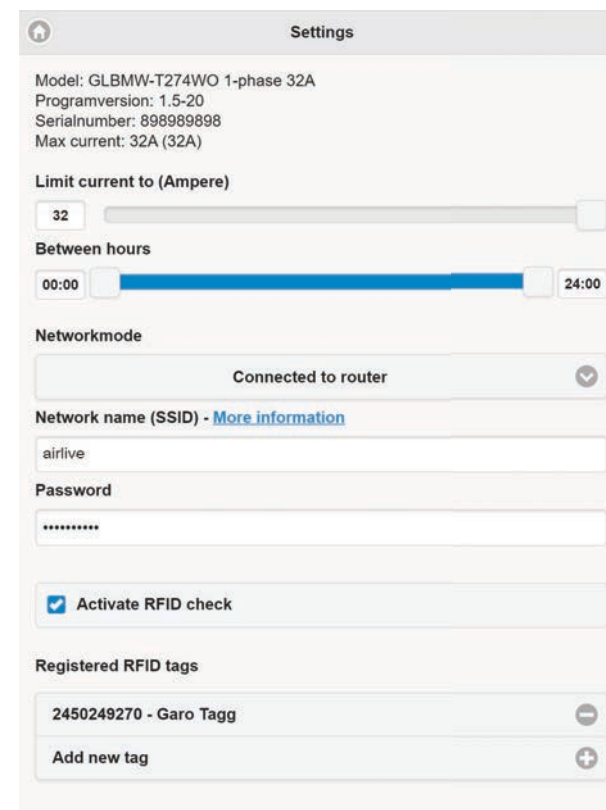 Settings
Model: GLBMW-T274WO 1-phase 32A
Programversion: 1.5-20
Serialnumber: 898989898
Max current: 32A (32A)
Limit current to (Ampere)
32
Between hours
00:00 24:00
Networkmode
Connected to router
Network name (SSID) - More information
airlive
Password
••••••••••
Activate RFID check
Registered RFID tags
2450249270 - Garo Tagg
Add new tag